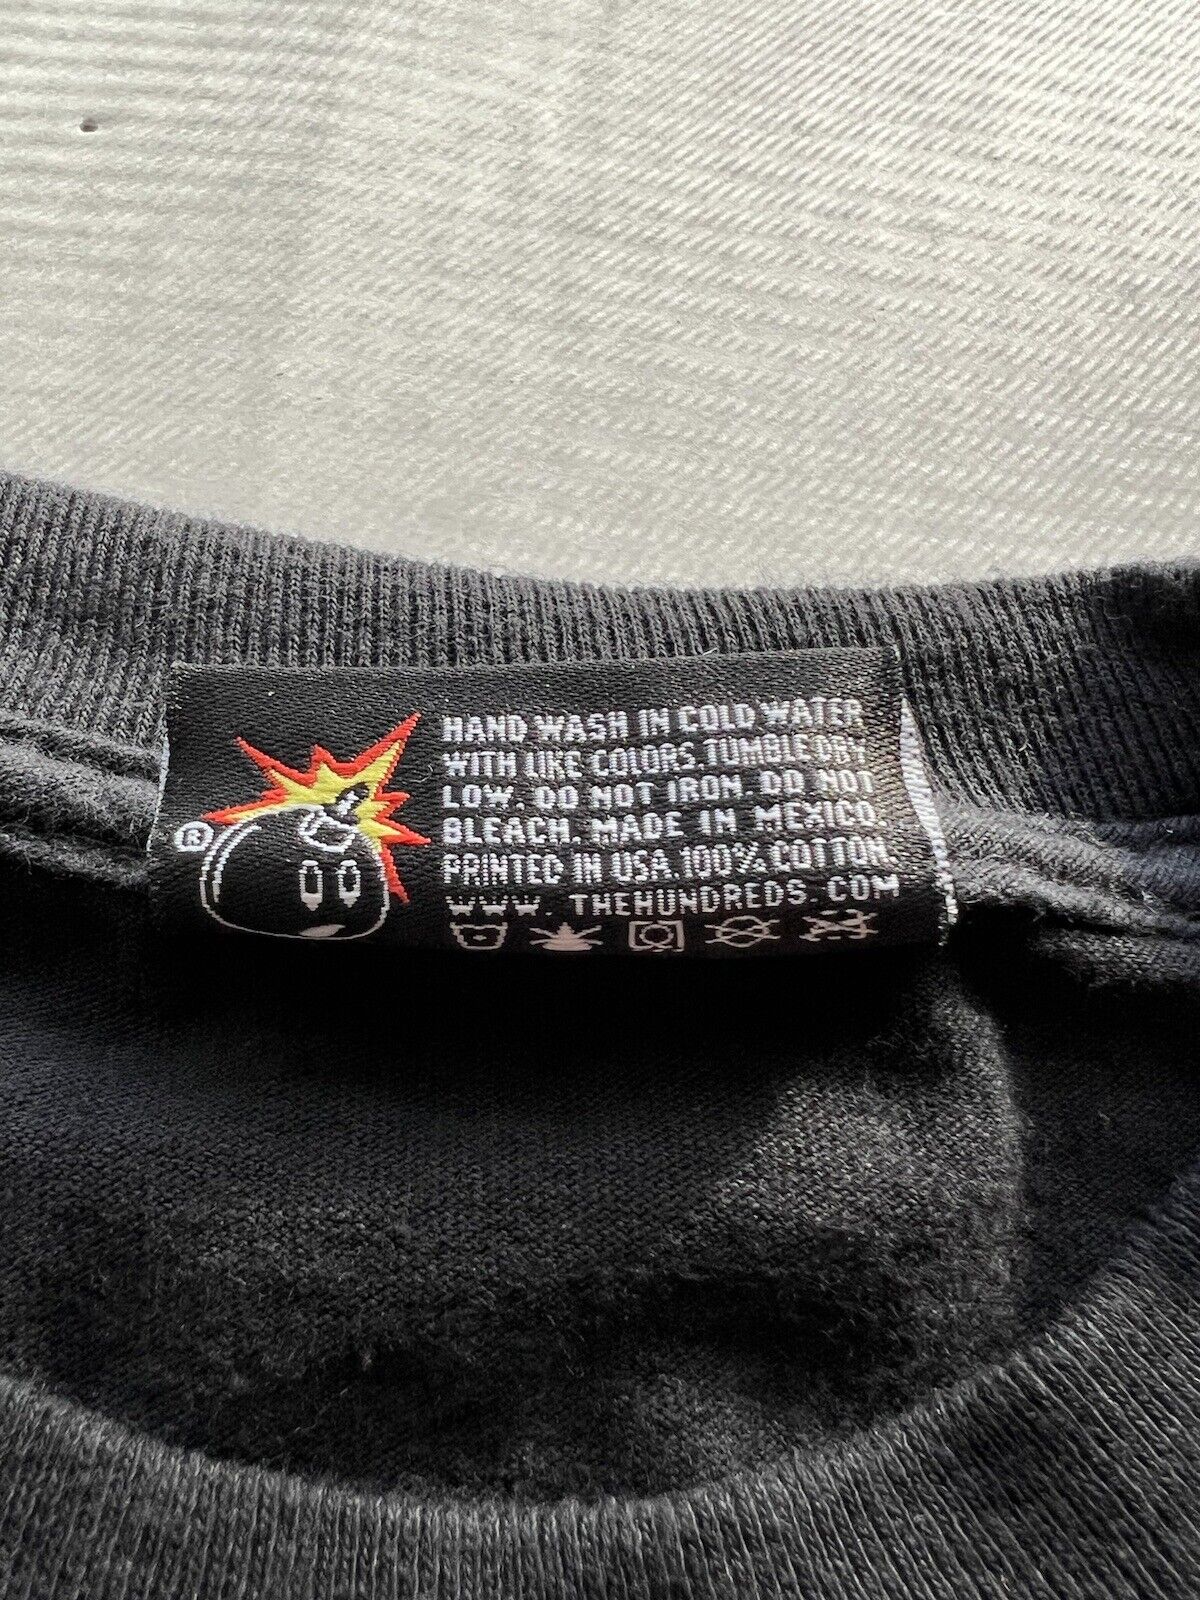 HAND WASH IN COLD WATER
WITH LIKE COLORS. TUMBLE DRY
LOW. DO NOT IRON. DO NOT
BLEACH. MADE IN MEXICO.
®
PRINTED IN USA 100% COTTON.
WWW.THEHUNDREDS.COM